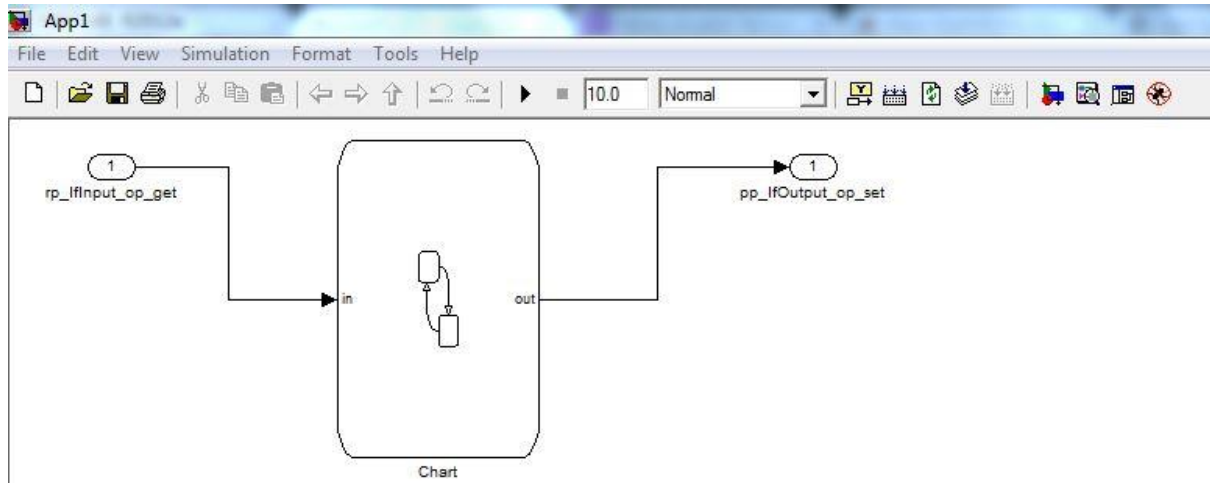 App1
File Edit View Simulation Format Tools Help
10.0 Normal
1
rp_IfInput_op_get
1
pp_IfOutput_op_set
in
out
Chart